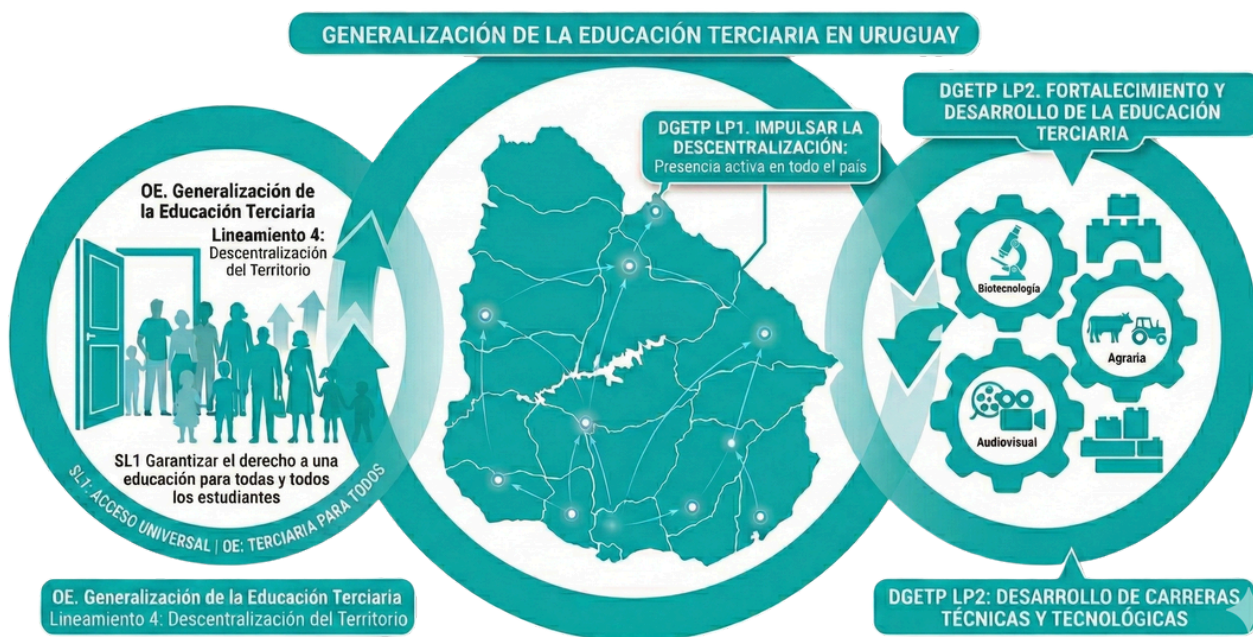 GENERALIZACIÓN DE LA EDUCACIÓN TERCIARIA EN URUGUAY
OE. Generalización de
la Educación Terciaria
Lineamiento 4:
Descentralización
del Territorio
SL1 Garantizar el derecho a una
educación para todas y todos
los estudiantes
SL1: ACCESO UNIVERSAL | OE: TERCIARIA PARA TODOS
OE. Generalización de la Educación Terciaria
Lineamiento 4: Descentralización del Territorio
DGETP LP1. IMPULSAR LA
DESCENTRALIZACIÓN:
Presencia activa en todo el país
DGETP LP2. FORTALECIMIENTO Y
DESARROLLO DE LA EDUCACIÓN
TERCIARIA
Biotecnología
Agraria
Audiovisual
DGETP LP2: DESARROLLO DE CARRERAS
TÉCNICAS Y TECNOLÓGICAS